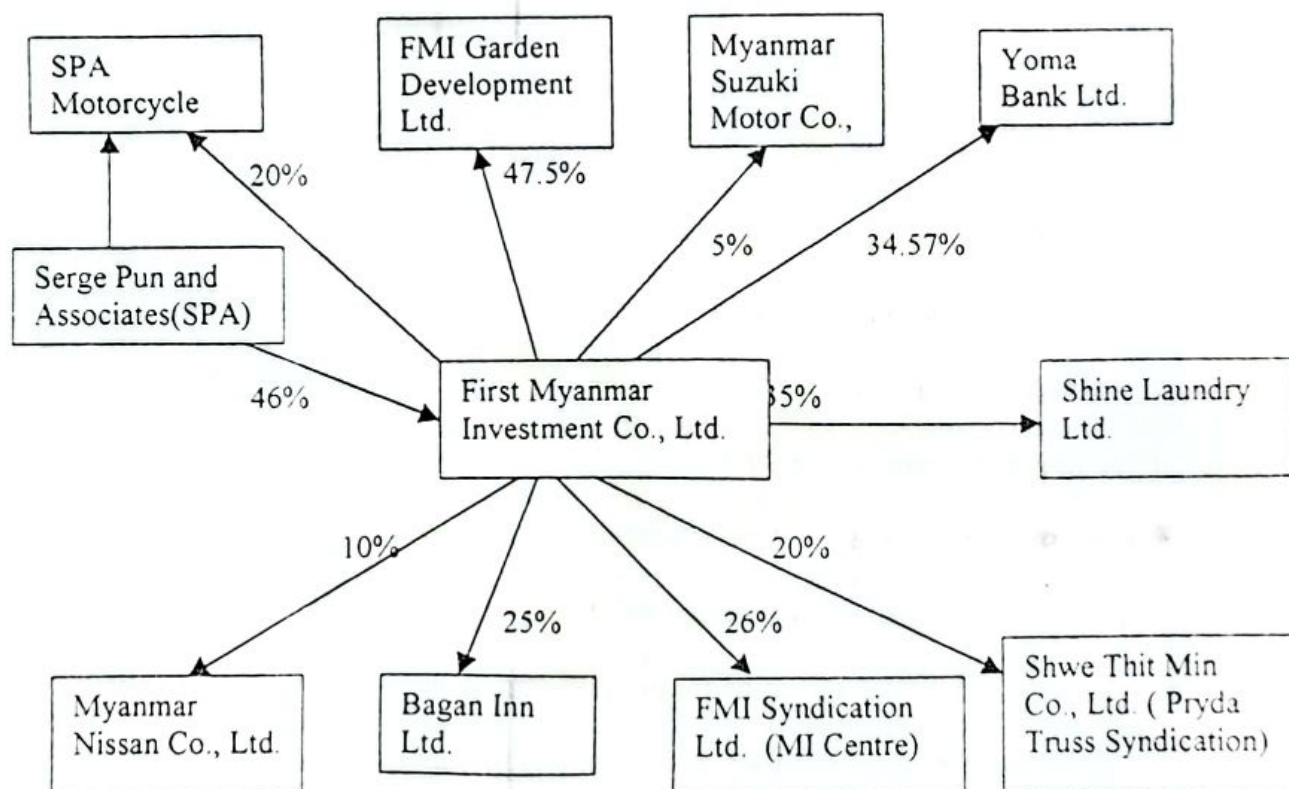 SPA
Motorcycle
FMI Garden
Development
Ltd.
Myanmar
Suzuki
Motor Co.,
Yoma
Bank Ltd.
20%
47.5%
5%
34.57%
Serge Pun and
Associates(SPA)
46%
First Myanmar
Investment Co., Ltd.
35%
Shine Laundry
Ltd.
10%
25%
26%
20%
Myanmar
Nissan Co., Ltd.
Bagan Inn
Ltd.
FMI Syndication
Ltd. (MI Centre)
Shwe Thit Min
Co., Ltd. ( Pryda
Truss Syndication)